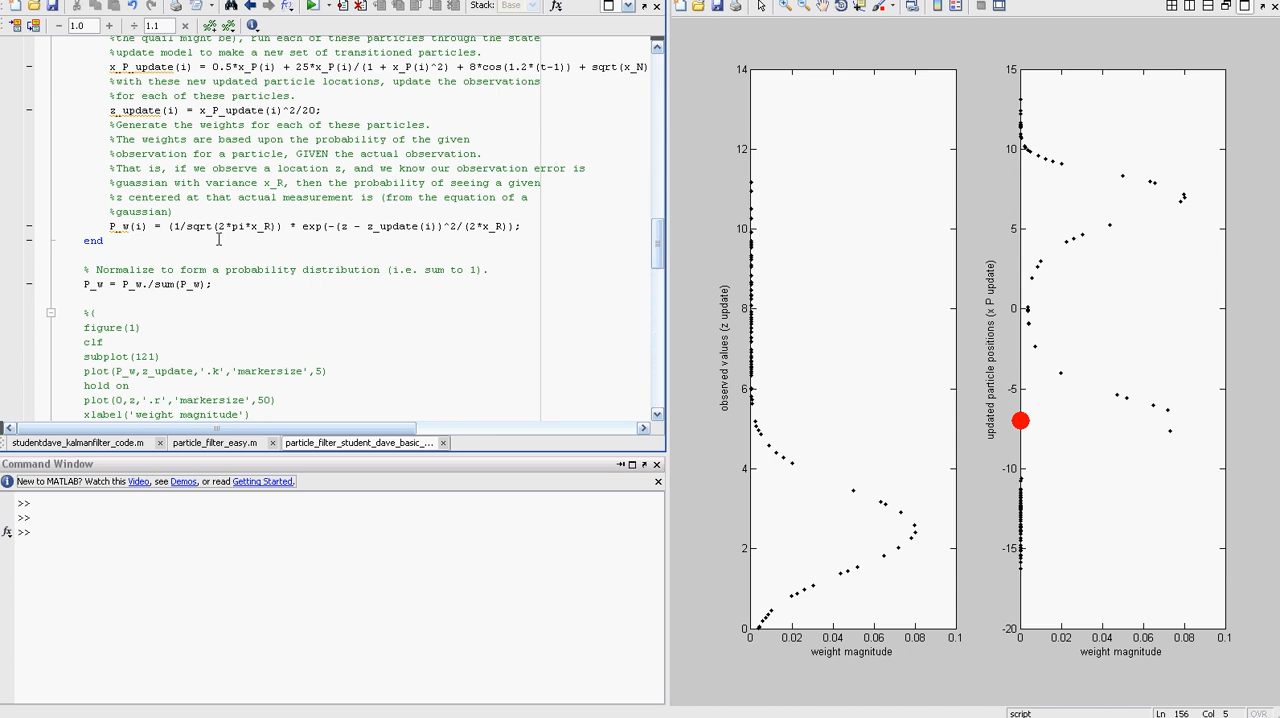 Stack: Base
1.0
1.1
%the quail might be), run each of these particles through the state
%update model to make a new set of transitioned particles.
x_P_update(i) = 0.5*x_P(i) + 25*x_P(i)/(1 + x_P(i)^2) + 8*cos(1.2*(t-1)) + sqrt(x_N)
%with these new updated particle locations, update the observations
%for each of these particles.
z_update(i) = x_P_update(i)^2/20;
%Generate the weights for each of these particles.
%The weights are based upon the probability of the given
%observation for a particle, GIVEN the actual observation.
%That is, if we observe a location z, and we know our observation error is
%guassian with variance x_R, then the probability of seeing a given
%z centered at that actual measurement is (from the equation of a
%gaussian)
P_w(i) = (1/sqrt(2*pi*x_R)) * exp(-(z - z_update(i))^2/(2*x_R));
end
% Normalize to form a probability distribution (i.e. sum to 1).
P_w = P_w./sum(P_w);
%{
figure(1)
clf
subplot(121)
plot(P_w,z_update,'.k','markersize',5)
hold on
plot(0,z,'.r','markersize',50)
xlabel('weight magnitude')
studentdave_kalmanfilter_code.m
particle_filter_easy.m
particle_filter_student_dave_basic_...
Command Window
New to MATLAB? Watch this Video, see Demos, or read Getting Started.
>>
>>
fx >>
14
12
10
8
6
4
2
0
observed values (z update)
0 0.02 0.04 0.06 0.08 0.1
weight magnitude
15
10
5
0
-5
-10
-15
-20
updated particle positions (x P update)
0 0.02 0.04 0.06 0.08 0.1
weight magnitude
script
Ln 156 Col 5
OVR